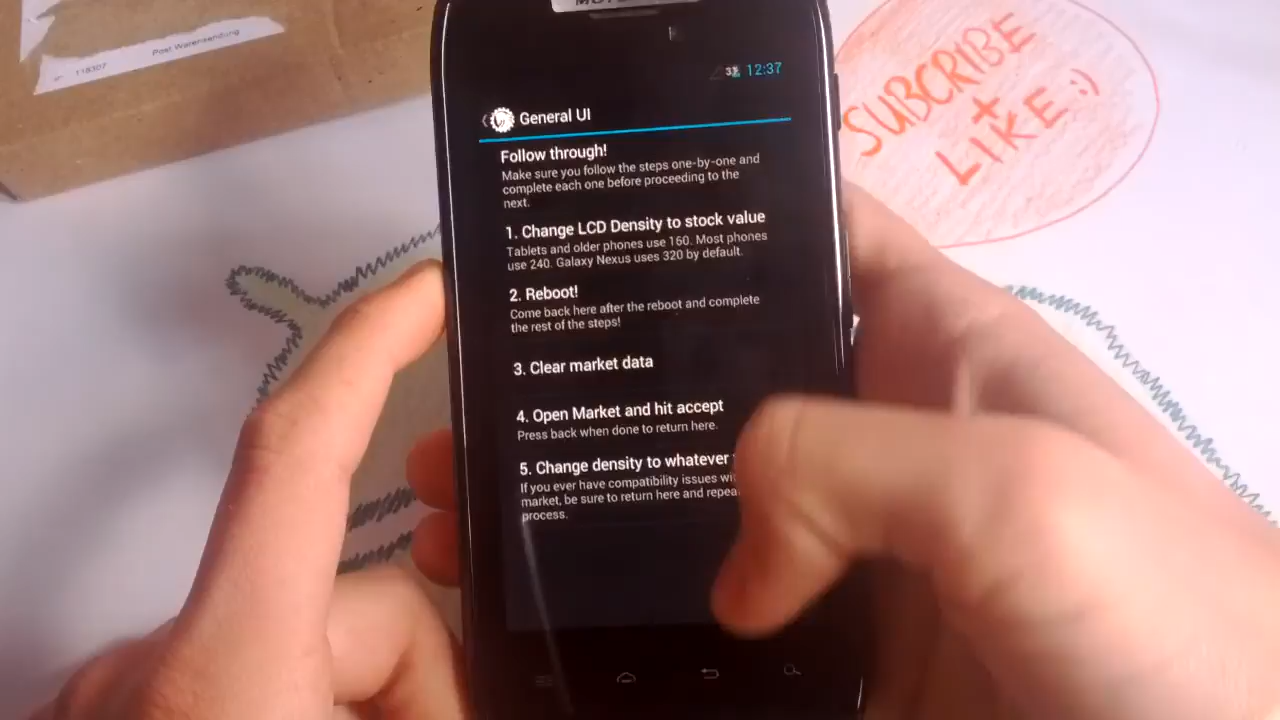 Post Warensendung
118307
SUBCRIBE
+
LIKE :)
12:37
General UI
Follow through!
Make sure you follow the steps one-by-one and
complete each one before proceeding to the
next.
1. Change LCD Density to stock value
Tablets and older phones use 160. Most phones
use 240. Galaxy Nexus uses 320 by default.
2. Reboot!
Come back here after the reboot and complete
the rest of the steps!
3. Clear market data
4. Open Market and hit accept
Press back when done to return here.
5. Change density to whatever
If you ever have compatibility issues
market, be sure to return here and
process.